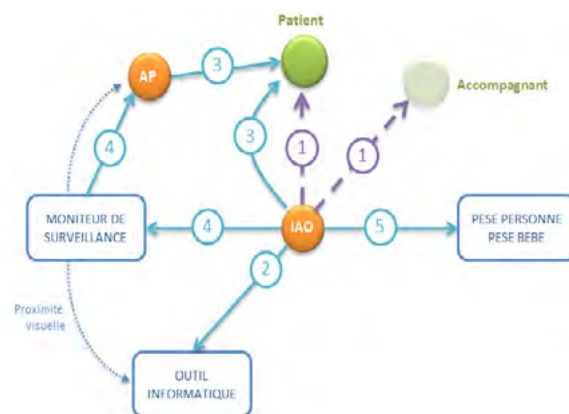 Patient
AP
3
Accompagnant
3
4
1
1
MONITEUR DE
SURVEILLANCE
4
IAO
5
PESE PERSONNE
PESE BEBE
2
Proximité
visuelle
OUTIL
INFORMATIQUE